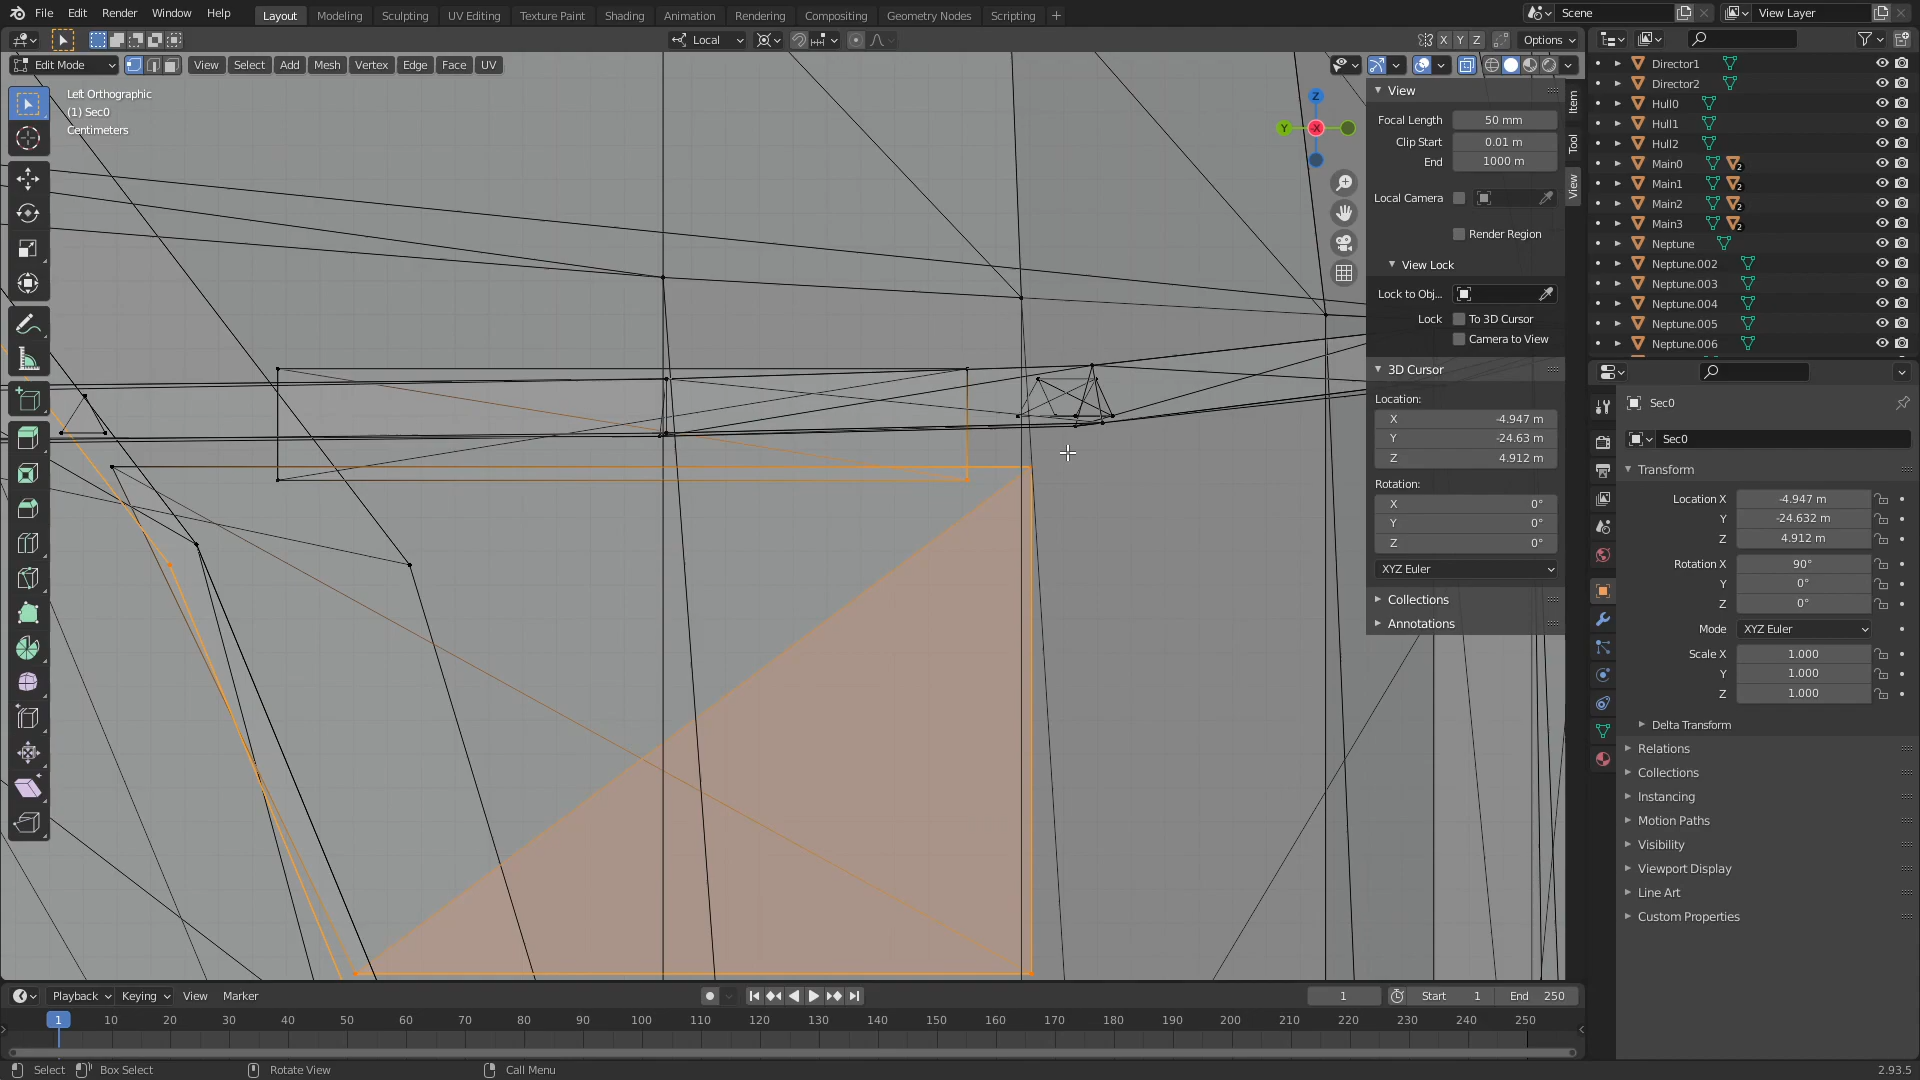 File Edit Render Window Help Layout Modeling Sculpting UV Editing Texture Paint Shading Animation Rendering Compositing Geometry Nodes Scripting + Scene View Layer
Local X Y Z Options
Edit Mode View Select Add Mesh Vertex Edge Face UV
Left Orthographic
(1) Sec0
Centimeters
Z
Y
X
View
Focal Length 50 mm
Clip Start 0.01 m
End 1000 m
Local Camera
Render Region
View Lock
Lock to Obj...
Lock To 3D Cursor
Camera to View
3D Cursor
Location:
X -4.947 m
Y -24.63 m
Z 4.912 m
Rotation:
X 0°
Y 0°
Z 0°
XYZ Euler
Collections
Annotations
Item
Tool
View
Director1
Director2
Hull0
Hull1
Hull2
Main0 2
Main1 2
Main2 2
Main3 2
Neptune
Neptune.002
Neptune.003
Neptune.004
Neptune.005
Neptune.006
Sec0
Sec0
Transform
Location X -4.947 m
Y -24.632 m
Z 4.912 m
Rotation X 90°
Y 0°
Z 0°
Mode XYZ Euler
Scale X 1.000
Y 1.000
Z 1.000
Delta Transform
Relations
Collections
Instancing
Motion Paths
Visibility
Viewport Display
Line Art
Custom Properties
Playback Keying View Marker 1 Start 1 End 250
1 10 20 30 40 50 60 70 80 90 100 110 120 130 140 150 160 170 180 190 200 210 220 230 240 250
Select Box Select Rotate View Call Menu 2.93.5